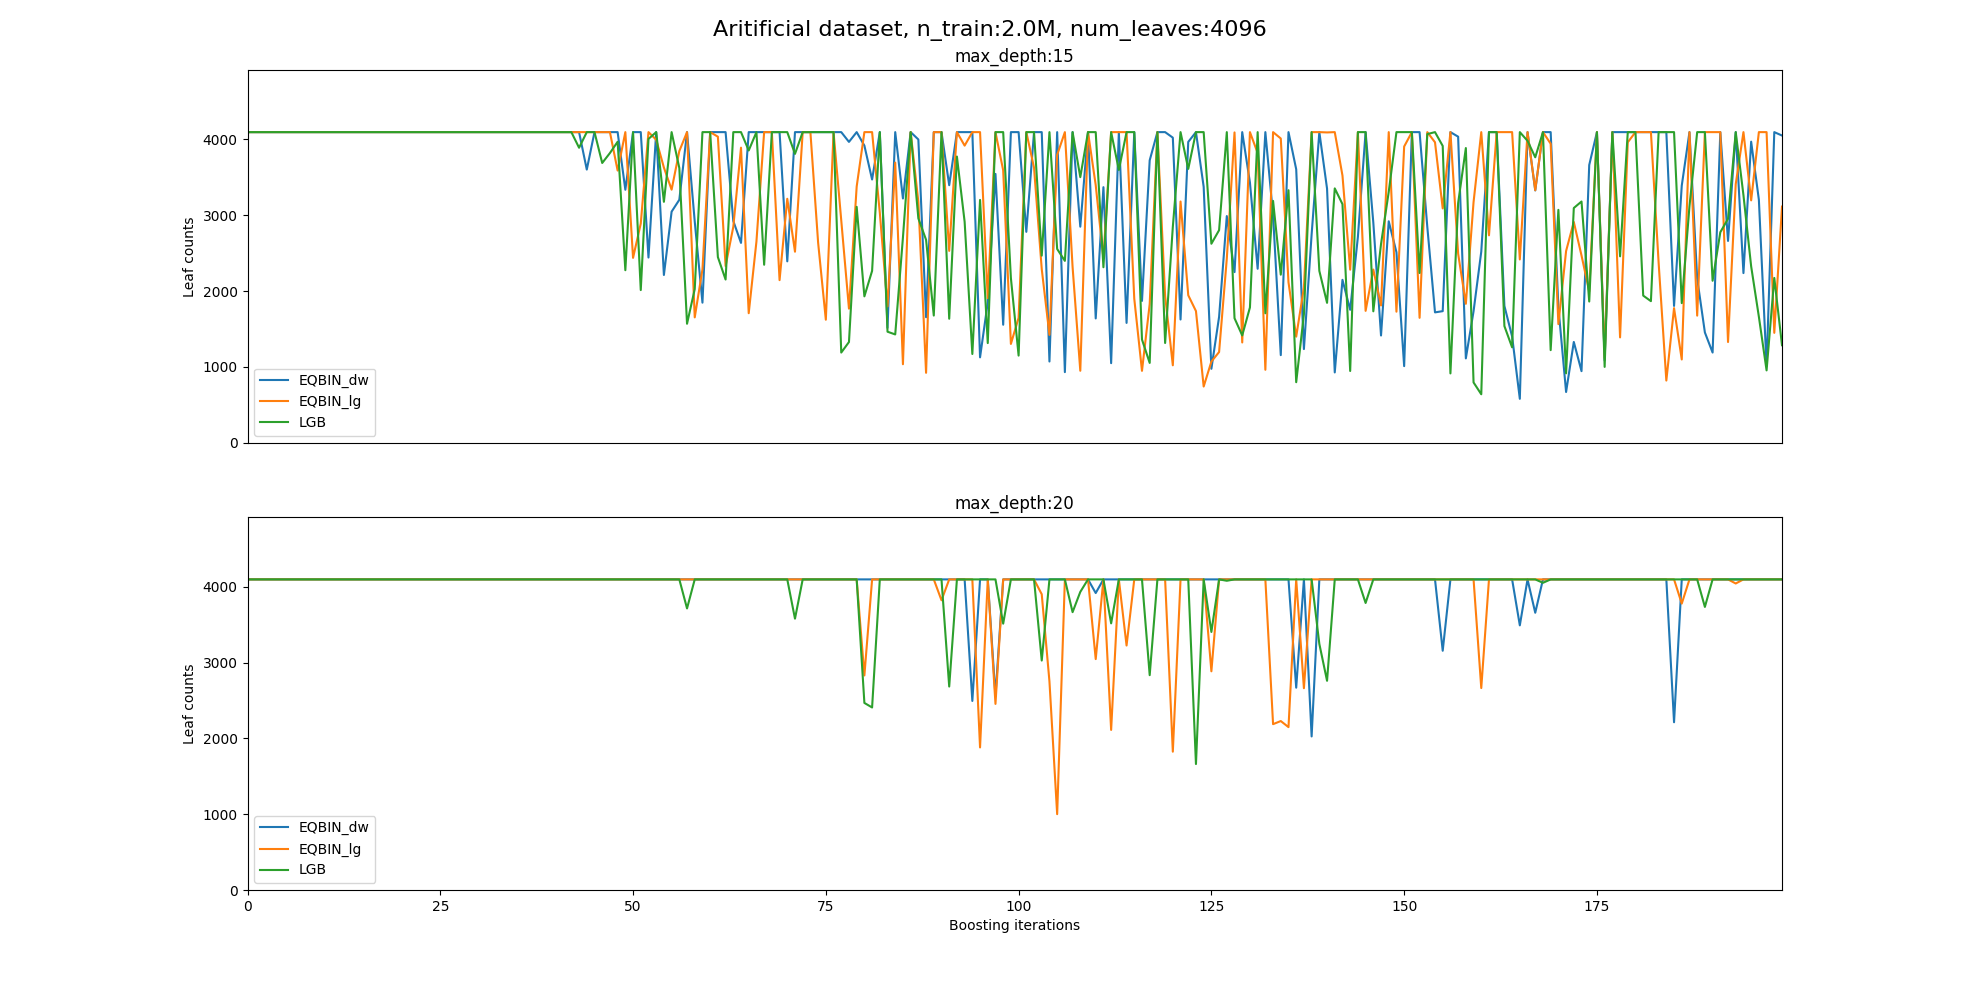 Aritificial dataset, n_train:2.0M, num_leaves:4096
max_depth:15
Leaf counts
4000
3000
2000
1000
0
EQBIN_dw
EQBIN_lg
LGB
max_depth:20
Leaf counts
4000
3000
2000
1000
0
EQBIN_dw
EQBIN_lg
LGB
0 25 50 75 100 125 150 175
Boosting iterations